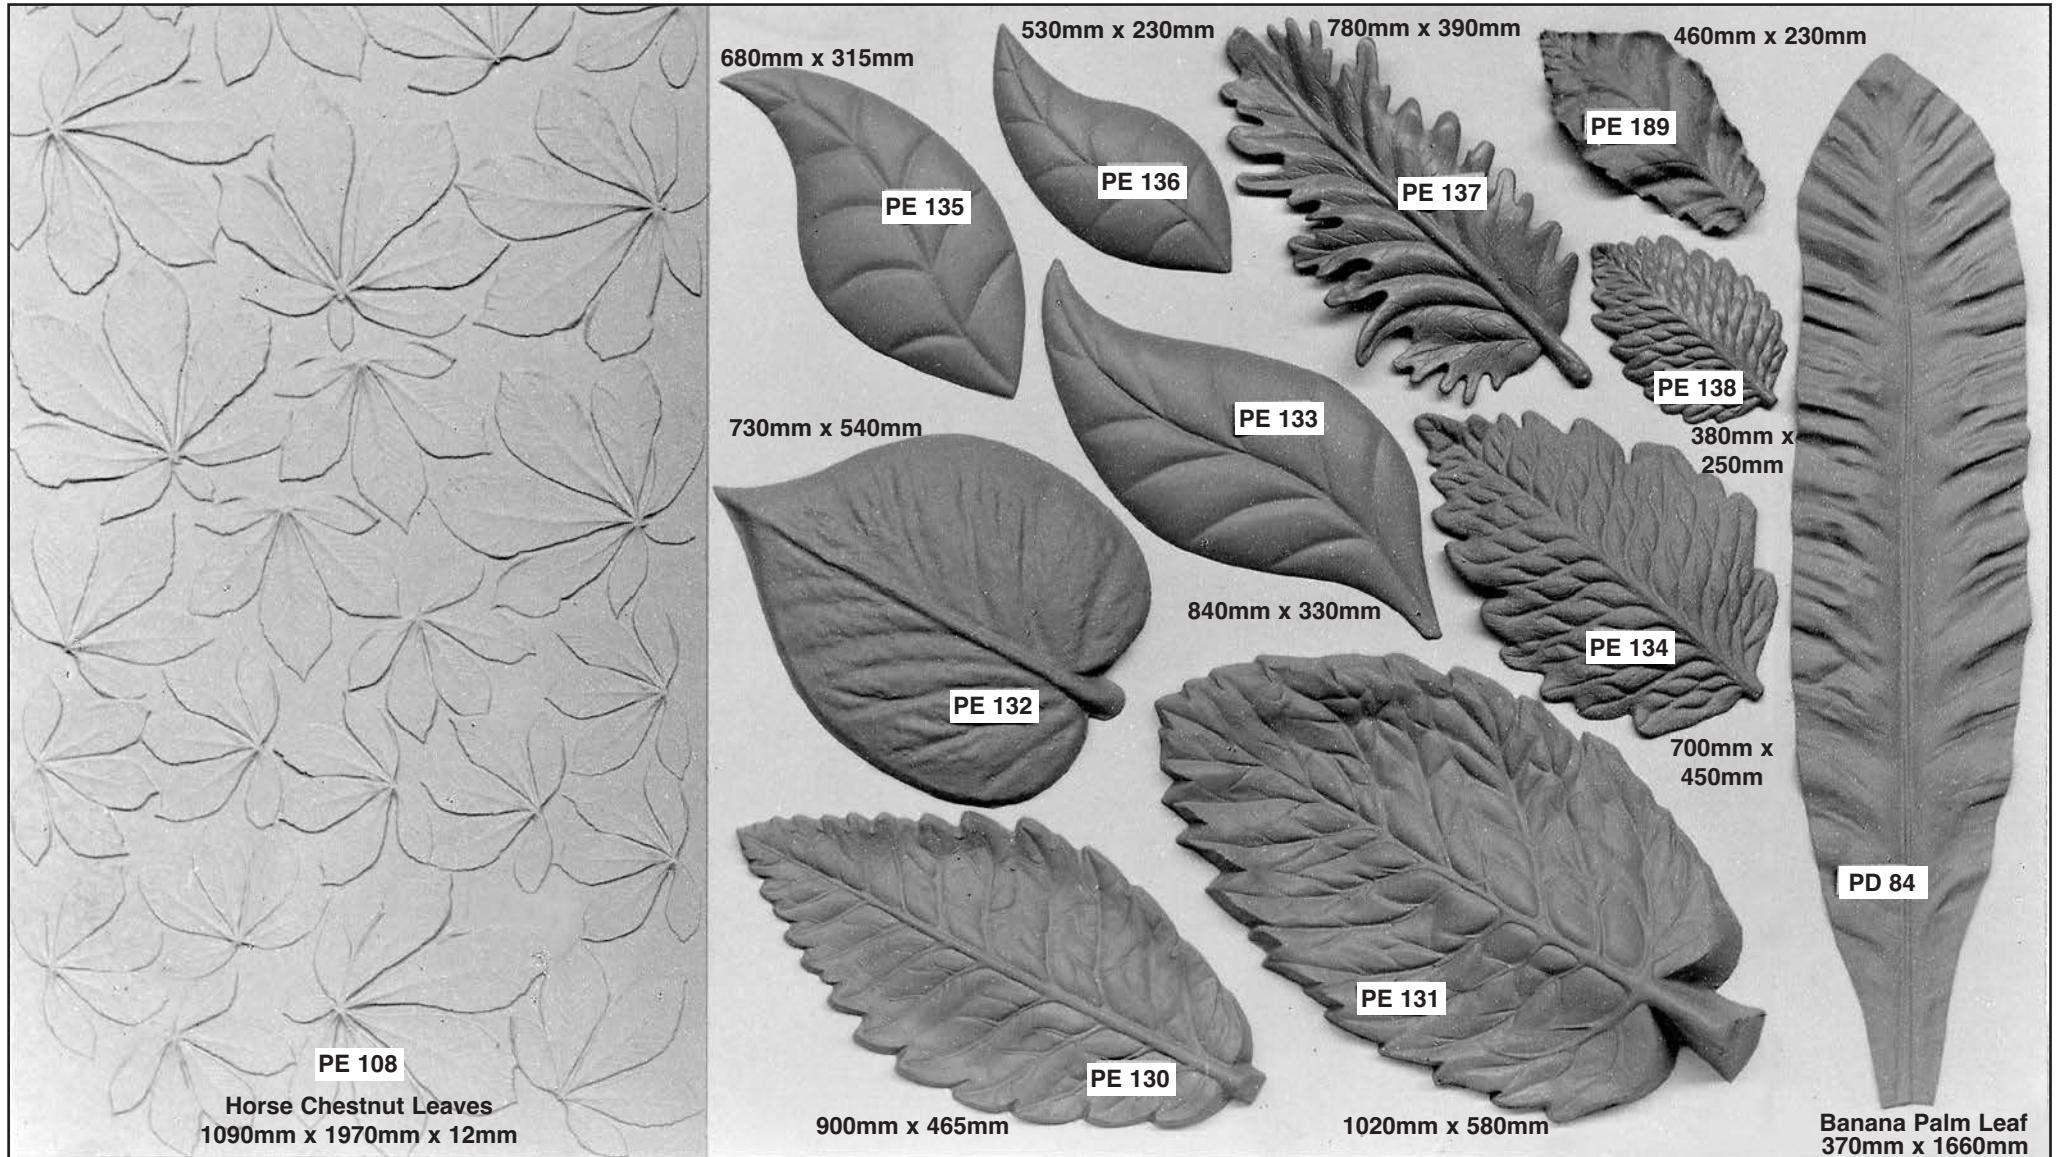 530mm x 230mm
780mm x 390mm
460mm x 230mm
680mm x 315mm
PE 189
PE 136
PE 137
PE 135
PE 138
PE 133
730mm x 540mm
380mm x
250mm
840mm x 330mm
PE 134
PE 132
700mm x
450mm
PD 84
PE 131
PE 108
PE 130
Horse Chestnut Leaves
1090mm x 1970mm x 12mm
900mm x 465mm
1020mm x 580mm
Banana Palm Leaf
370mm x 1660mm